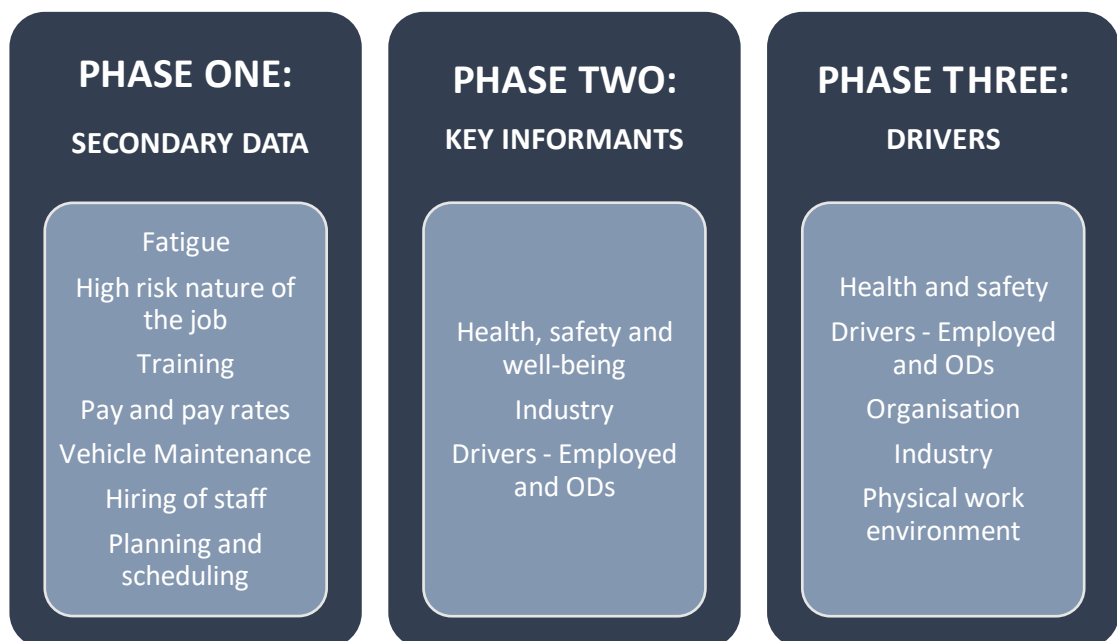 PHASE ONE:
SECONDARY DATA
Fatigue
High risk nature of
the job
Training
Pay and pay rates
Vehicle Maintenance
Hiring of staff
Planning and
scheduling
PHASE TWO:
KEY INFORMANTS
Health, safety and
well-being
Industry
Drivers - Employed
and ODs
PHASE THREE:
DRIVERS
Health and safety
Drivers - Employed
and ODs
Organisation
Industry
Physical work
environment